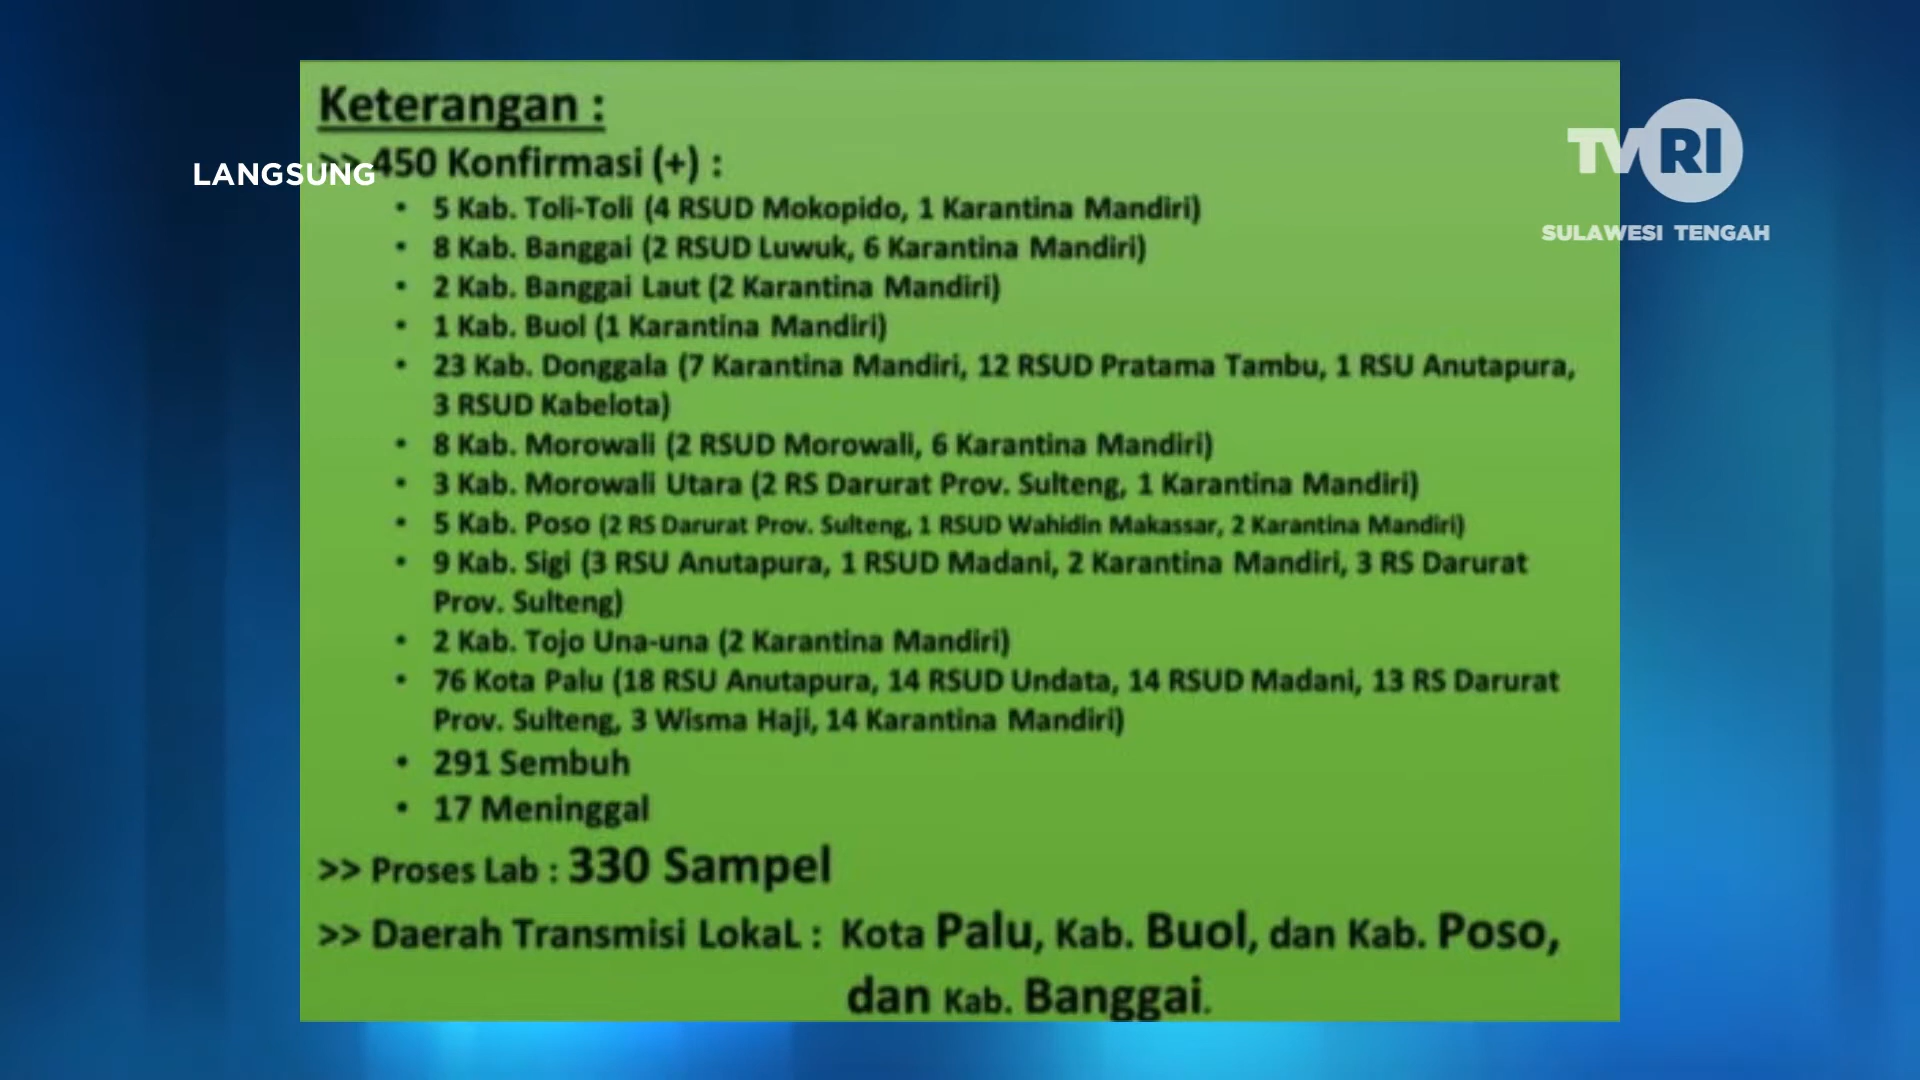 Keterangan :
>> 450 Konfirmasi (+) :
LANGSUNG
TVRI
SULAWESI TENGAH
• 5 Kab. Toli-Toli (4 RSUD Mokopido, 1 Karantina Mandiri)
• 8 Kab. Banggai (2 RSUD Luwuk, 6 Karantina Mandiri)
• 2 Kab. Banggai Laut (2 Karantina Mandiri)
• 1 Kab. Buol (1 Karantina Mandiri)
• 23 Kab. Donggala (7 Karantina Mandiri, 12 RSUD Pratama Tambu, 1 RSU Anutapura,
3 RSUD Kabelota)
• 8 Kab. Morowali (2 RSUD Morowali, 6 Karantina Mandiri)
• 3 Kab. Morowali Utara (2 RS Darurat Prov. Sulteng, 1 Karantina Mandiri)
• 5 Kab. Poso (2 RS Darurat Prov. Sulteng, 1 RSUD Wahidin Makassar, 2 Karantina Mandiri)
• 9 Kab. Sigi (3 RSU Anutapura, 1 RSUD Madani, 2 Karantina Mandiri, 3 RS Darurat
Prov. Sulteng)
• 2 Kab. Tojo Una-una (2 Karantina Mandiri)
• 76 Kota Palu (18 RSU Anutapura, 14 RSUD Undata, 14 RSUD Madani, 13 RS Darurat
Prov. Sulteng, 3 Wisma Haji, 14 Karantina Mandiri)
• 291 Sembuh
• 17 Meninggal
>> Proses Lab : 330 Sampel
>> Daerah Transmisi LokaL : Kota Palu, Kab. Buol, dan Kab. Poso,
dan Kab. Banggai.